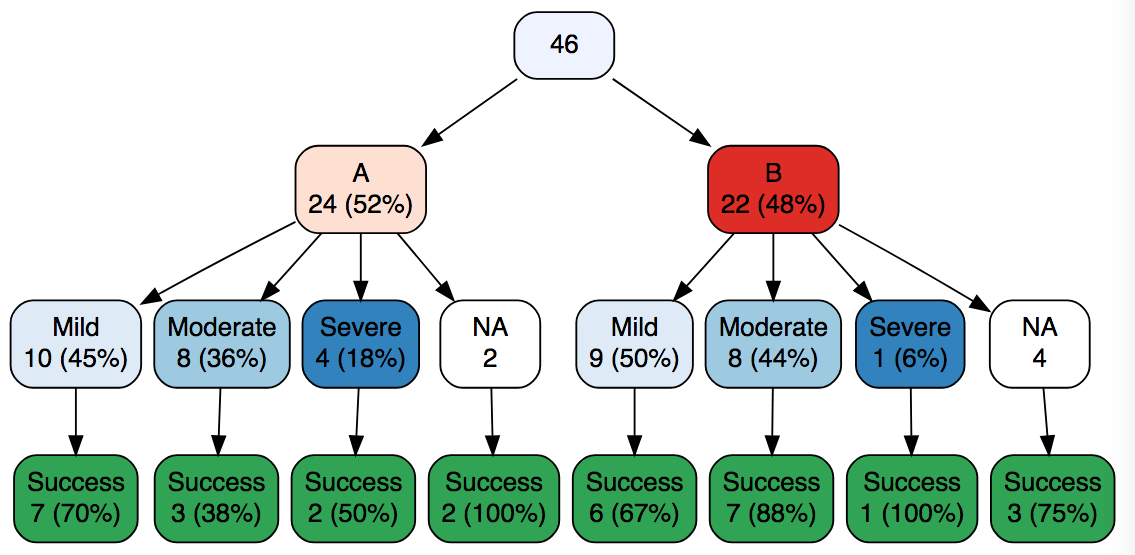 46
A
24 (52%)
B
22 (48%)
Mild
10 (45%)
Moderate
8 (36%)
Severe
4 (18%)
NA
2
Mild
9 (50%)
Moderate
8 (44%)
Severe
1 (6%)
NA
4
Success
7 (70%)
Success
3 (38%)
Success
2 (50%)
Success
2 (100%)
Success
6 (67%)
Success
7 (88%)
Success
1 (100%)
Success
3 (75%)